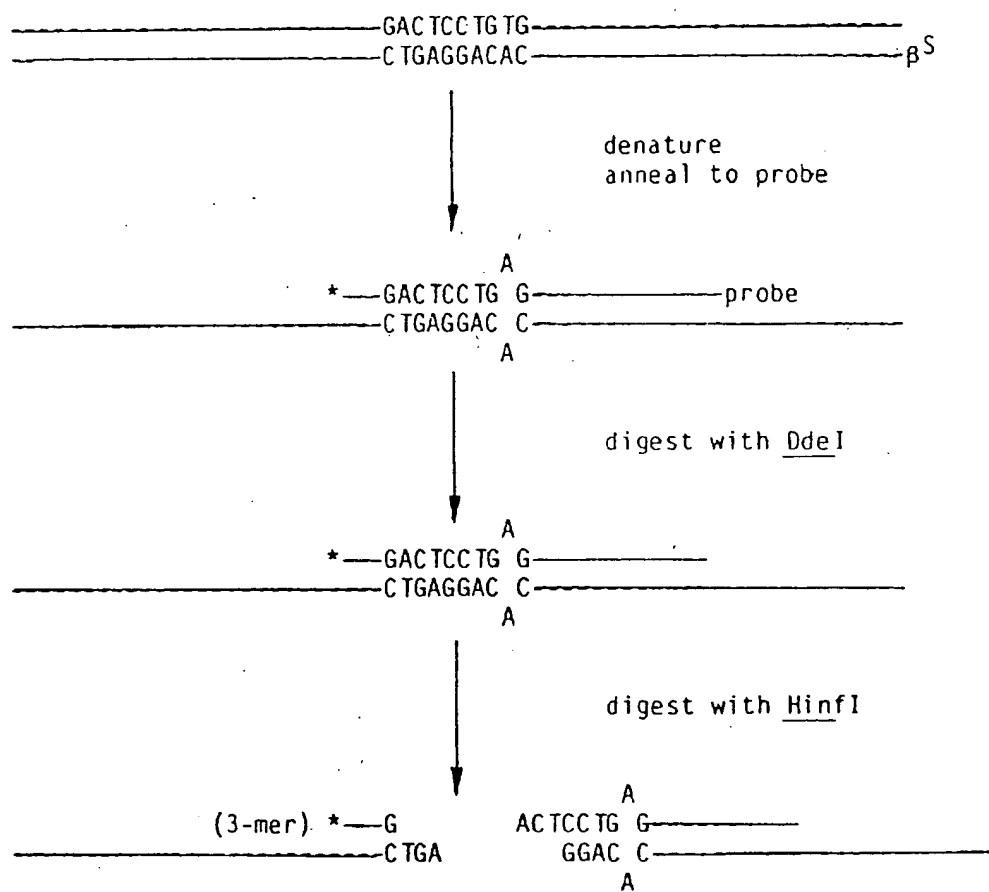 GACTCCTGTG
CTGAGGACAC
βS
denature
anneal to probe
A
*—GACTCCTG G—probe
CTGAGGAC C
A
digest with DdeI
A
*—GACTCCTG G
CTGAGGAC C
A
digest with HinfI
A
(3-mer) *—G ACTCCTG G
CTGA GGAC C
A